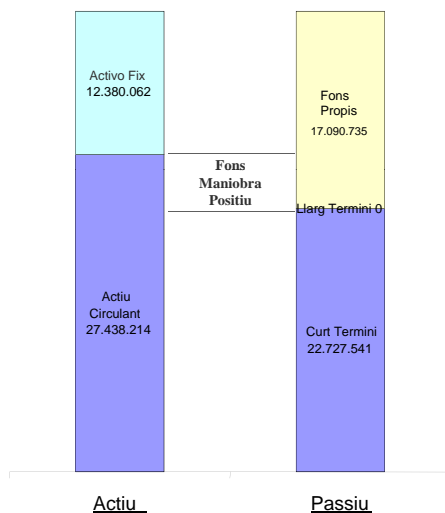 Activo Fix
12.380.062
Fons
Propis
17.090.735
Fons
Maniobra
Positiu
Llarg Termini 0
Actiu
Circulant
27.438.214
Curt Termini
22.727.541
Actiu
Passiu